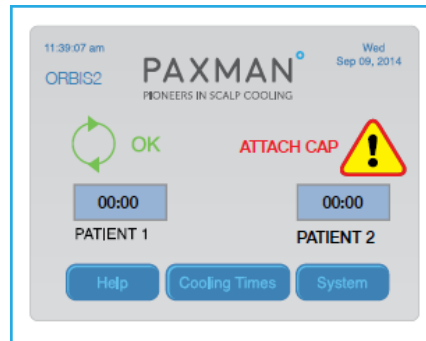 11:39:07 am
Wed
Sep 09, 2014
ORBIS2
PAXMAN°
PIONEERS IN SCALP COOLING
OK
ATTACH CAP
!
00:00
00:00
PATIENT 1
PATIENT 2
Help
Cooling Times
System